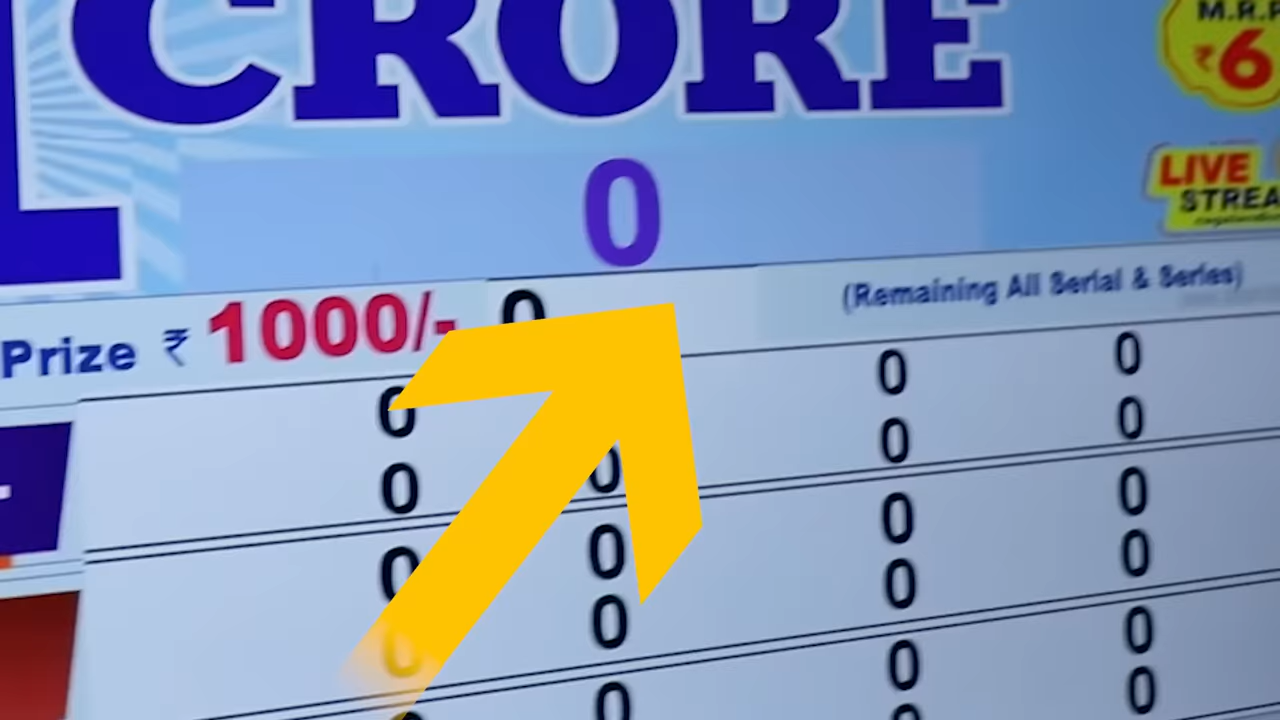 1 CRORE
M.R.P
₹6
0
LIVE
STREA
Prize ₹ 1000/- 0 (Remaining All Serial & Series)
0 0 0
0 0 0 0
0 0 0 0
0 0 0 0
0 0 0
0